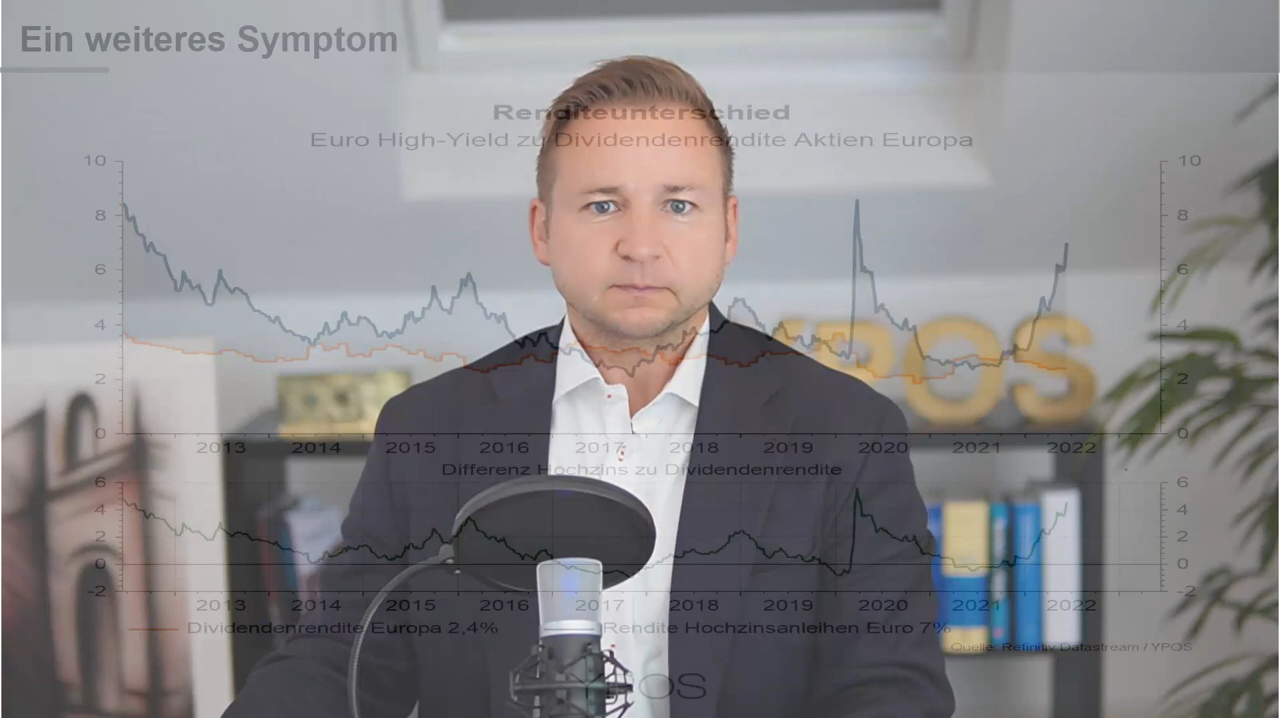 Ein weiteres Symptom
Renditeunterschied
Euro High-Yield zu Dividendenrendite Aktien Europa
10 10
8 8
6 6
4 4
2 2
0 0
2013 2014 2015 2016 2017 2018 2019 2020 2021 2022
Differenz Hochzins zu Dividendenrendite
6 6
4 4
2 2
0 0
-2 -2
2013 2014 2015 2016 2017 2018 2019 2020 2021 2022
Dividendenrendite Europa 2,4% Rendite Hochzinsanleihen Euro 7%
Quelle: Refinitiv Datastream / YPOS
YPOS
YPOS